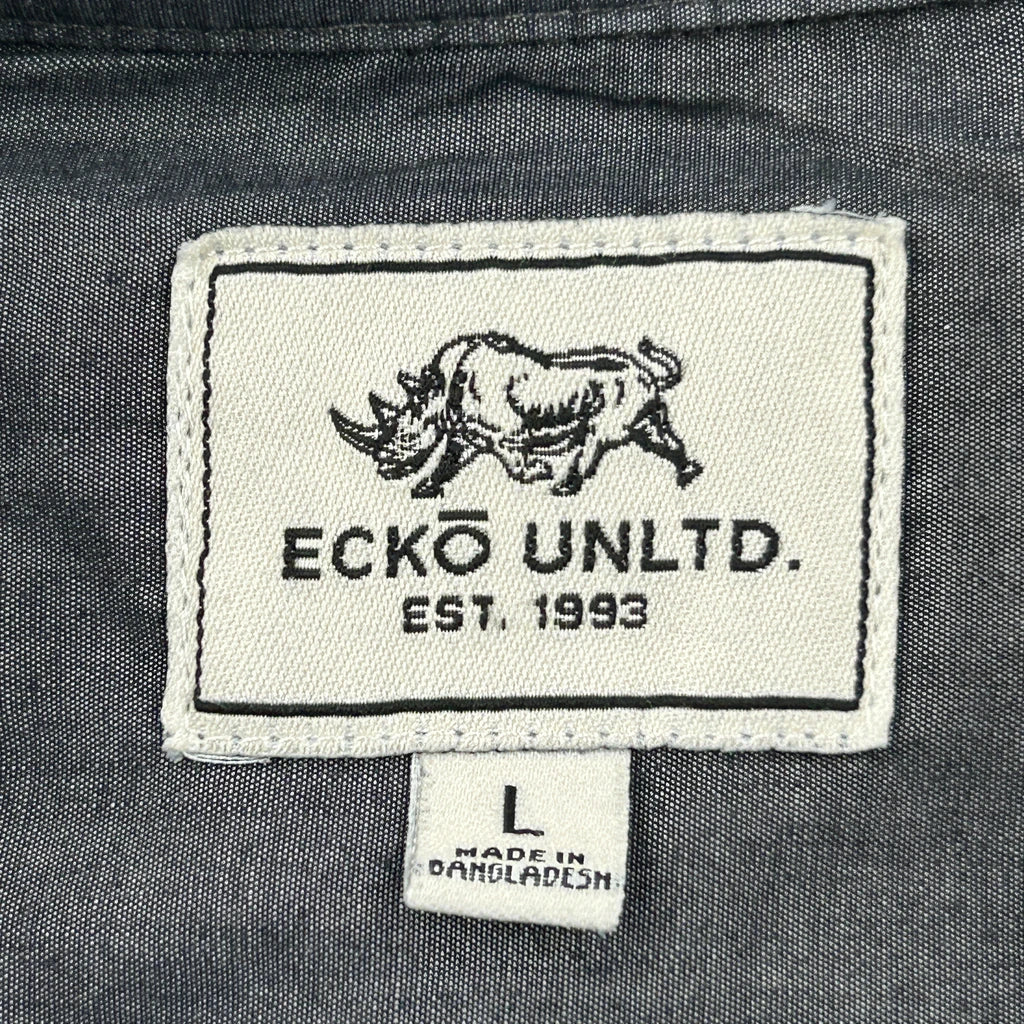 ECKŌ UNLTD.
EST. 1993
L
MADE IN
BANGLADESH